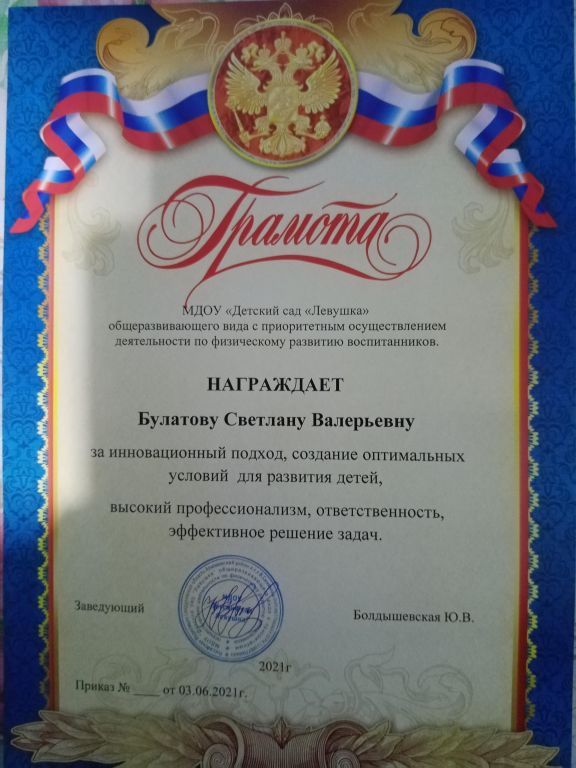 Грамота
МДОУ «Детский сад «Левушка»
общеразвивающего вида с приоритетным осуществлением
деятельности по физическому развитию воспитанников.
НАГРАЖДАЕТ
Булатову Светлану Валерьевну
за инновационный подход, создание оптимальных
условий для развития детей,
высокий профессионализм, ответственность,
эффективное решение задач.
Заведующий
Болдышевская Ю.В.
2021г
Приказ № ____ от 03.06.2021г.